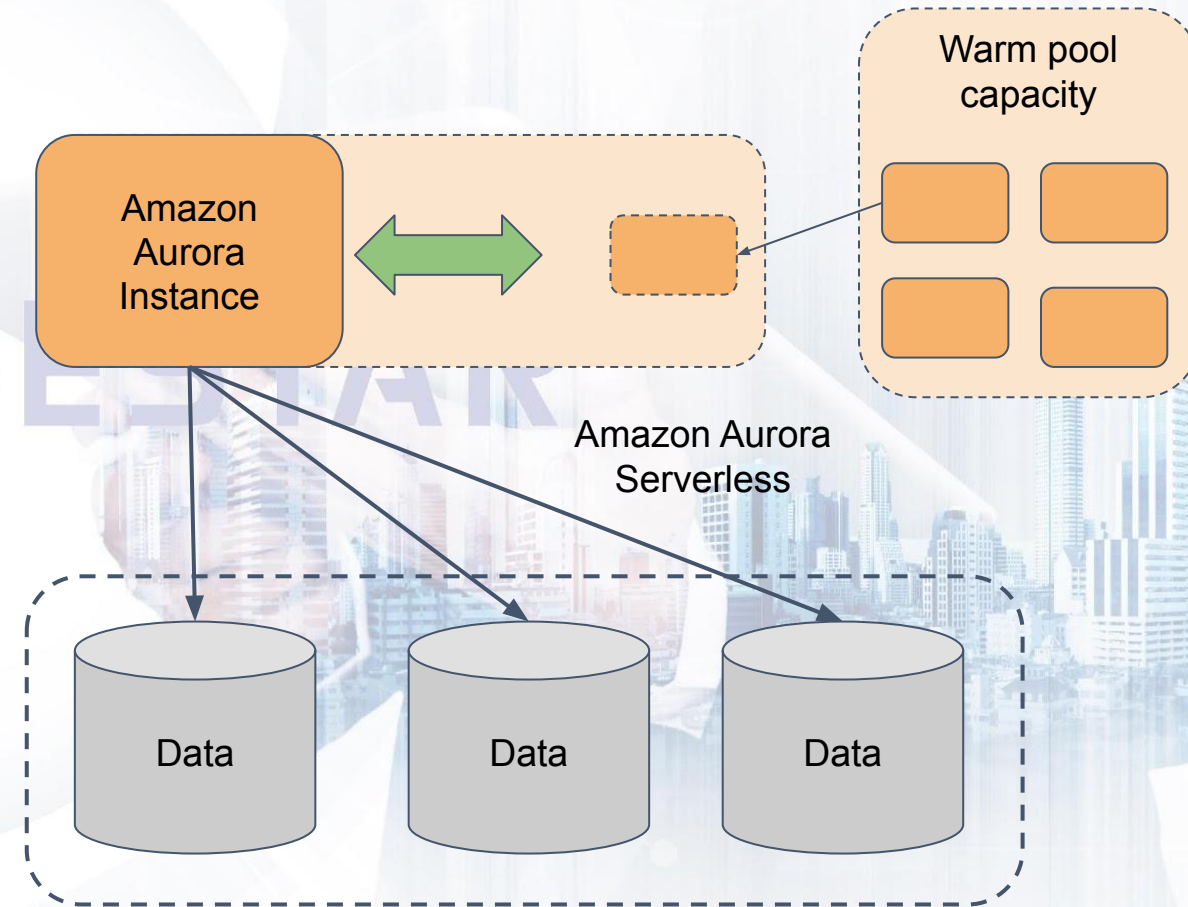 Warm pool
capacity
Amazon
Aurora
Instance
Amazon Aurora
Serverless
Data
Data
Data